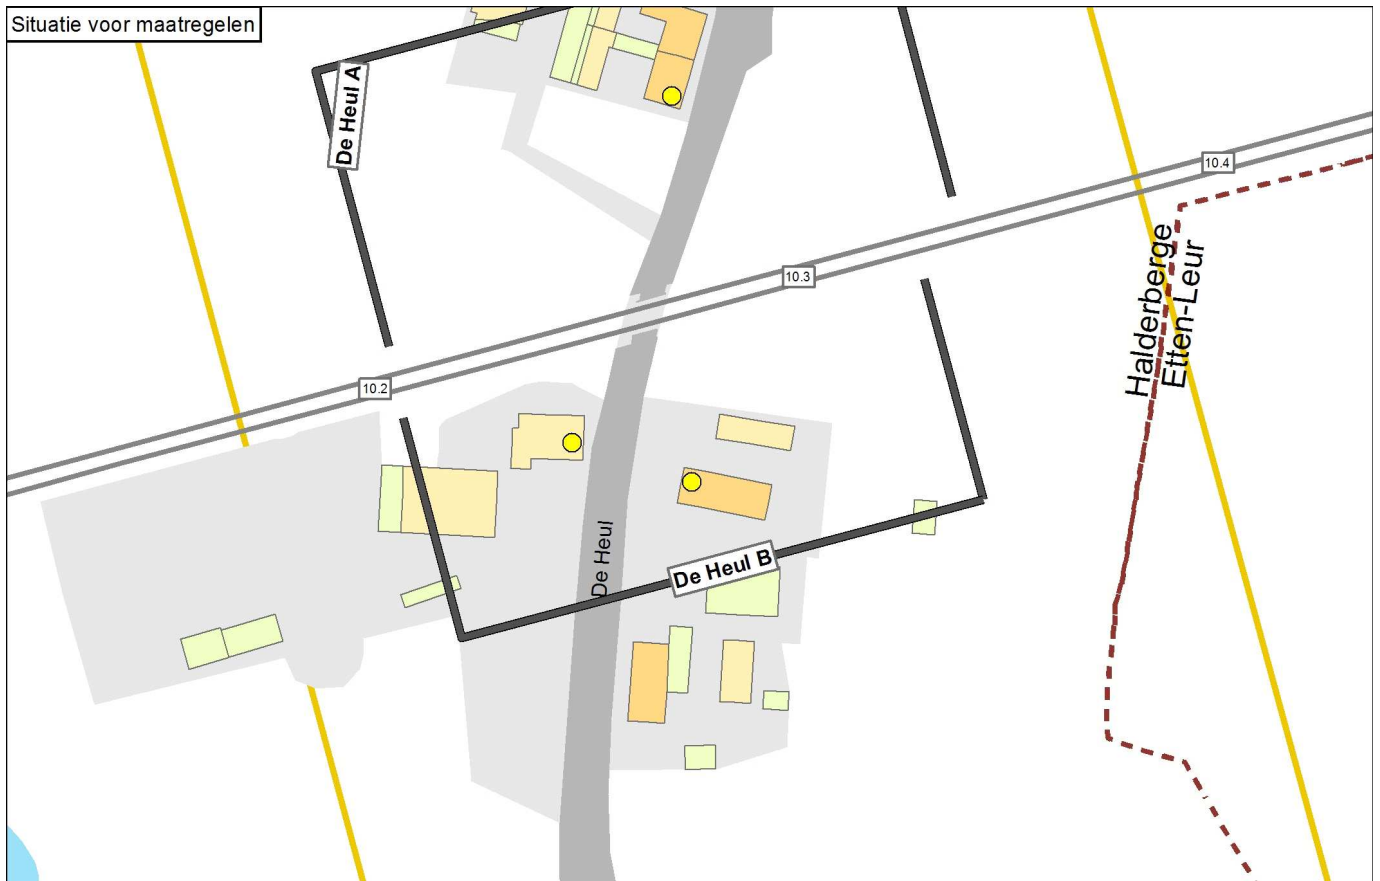 Situatie voor maatregelen
De Heul A
10.4
10.3
Halderberge
Etten-Leur
10.2
De Heul
De Heul B